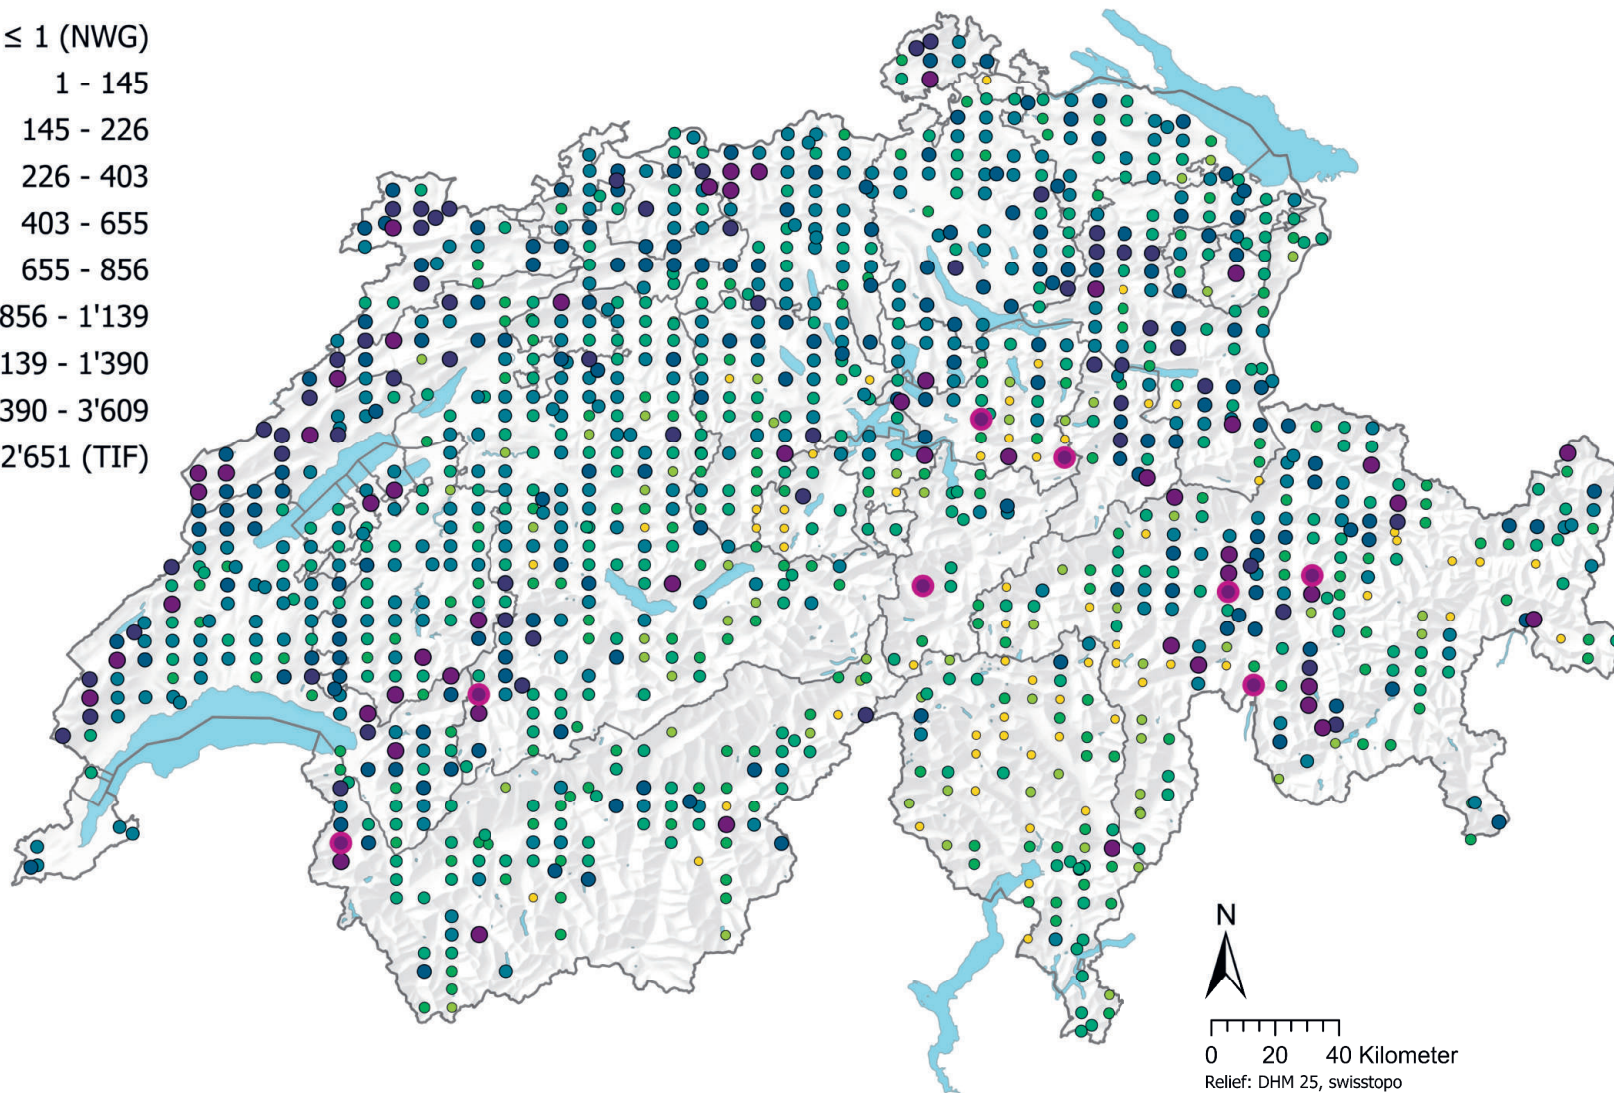 ≤ 1 (NWG)
1 - 145
145 - 226
226 - 403
403 - 655
655 - 856
856 - 1'139
139 - 1'390
390 - 3'609
2'651 (TIF)
N
0 20 40 Kilometer
Relief: DHM 25, swisstopo